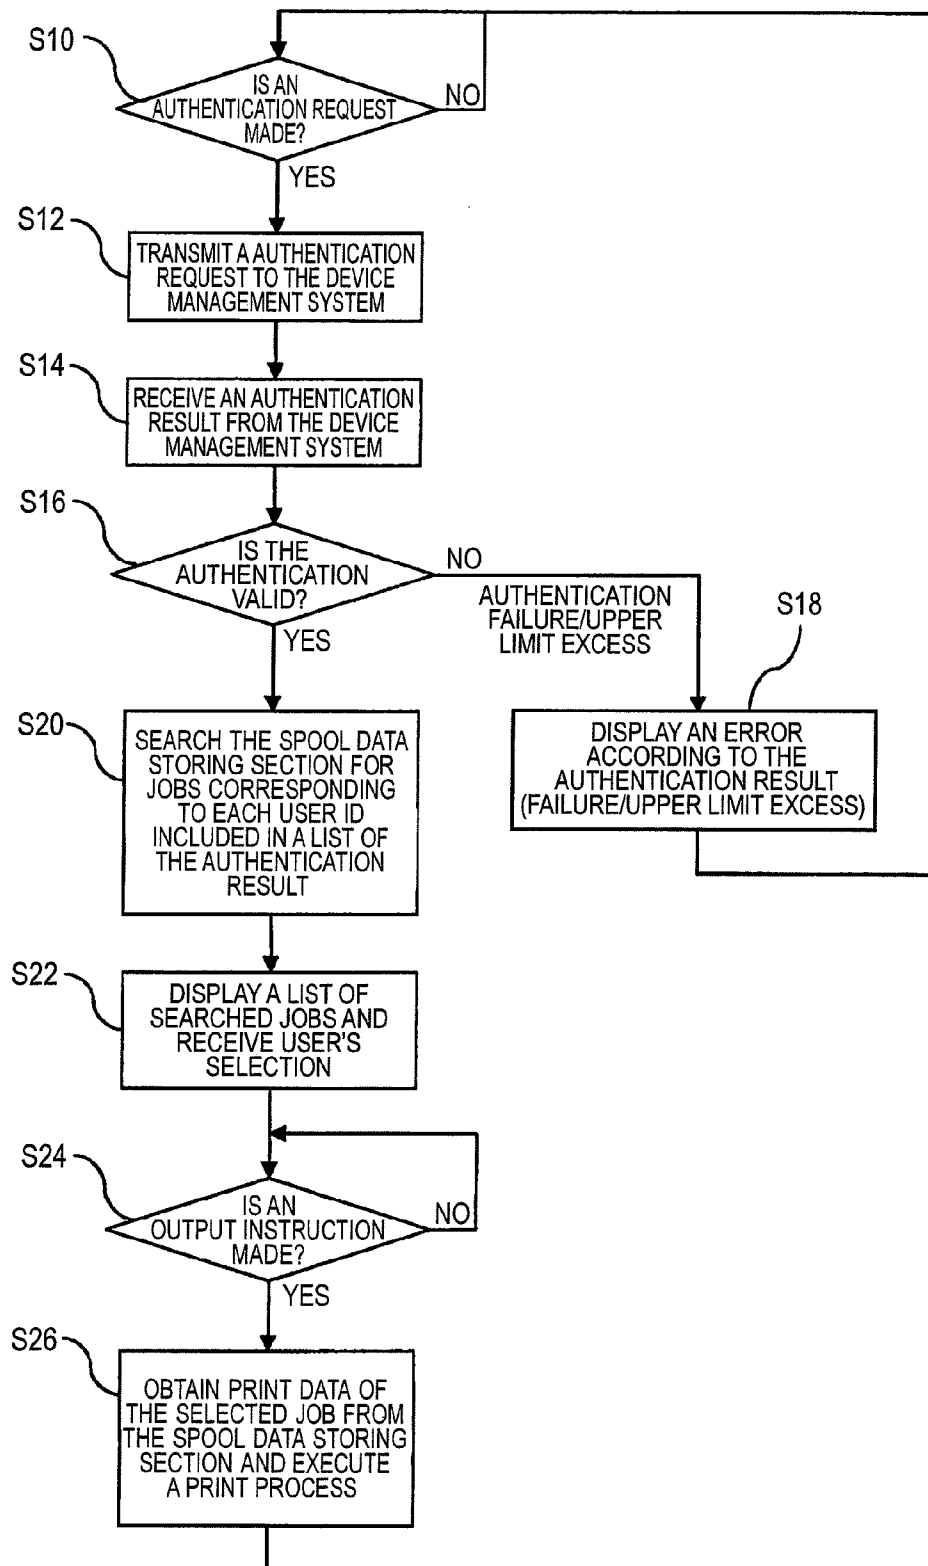 S10
IS AN
AUTHENTICATION REQUEST
MADE?
NO
YES
S12
TRANSMIT A AUTHENTICATION
REQUEST TO THE DEVICE
MANAGEMENT SYSTEM
S14
RECEIVE AN AUTHENTICATION
RESULT FROM THE DEVICE
MANAGEMENT SYSTEM
S16
IS THE
AUTHENTICATION
VALID?
NO
AUTHENTICATION
FAILURE/UPPER
LIMIT EXCESS
YES
S18
DISPLAY AN ERROR
ACCORDING TO THE
AUTHENTICATION RESULT
(FAILURE/UPPER LIMIT EXCESS)
S20
SEARCH THE SPOOL DATA
STORING SECTION FOR
JOBS CORRESPONDING
TO EACH USER ID
INCLUDED IN A LIST OF
THE AUTHENTICATION
RESULT
S22
DISPLAY A LIST OF
SEARCHED JOBS AND
RECEIVE USER'S
SELECTION
S24
IS AN
OUTPUT INSTRUCTION
MADE?
NO
YES
S26
OBTAIN PRINT DATA OF
THE SELECTED JOB FROM
THE SPOOL DATA STORING
SECTION AND EXECUTE
A PRINT PROCESS